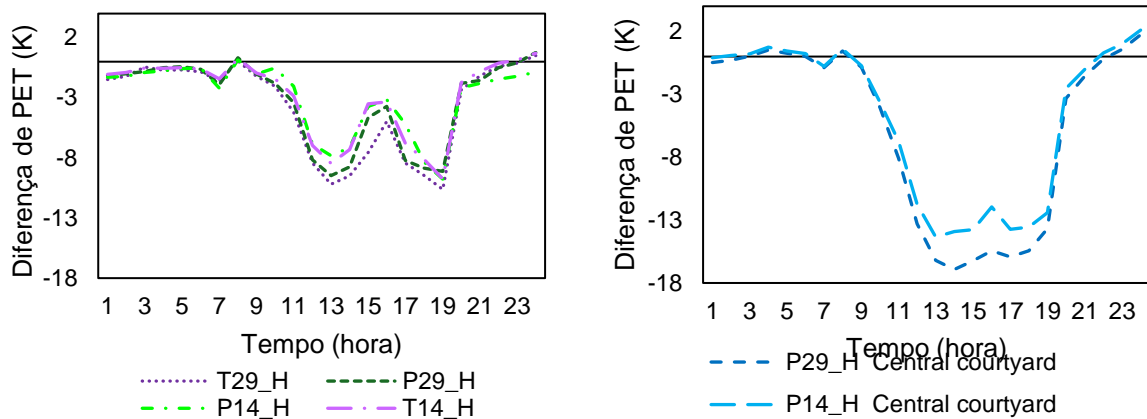 Diferença de PET (K)
2
-3
-8
-13
-18
1 3 5 7 9 11 13 15 17 19 21 23
Tempo (hora)
T29_H P29_H
P14_H T14_H
Diferença de PET (K)
2
-3
-8
-13
-18
1 3 5 7 9 11 13 15 17 19 21 23
Tempo (hora)
P29_H Central courtyard
P14_H Central courtyard